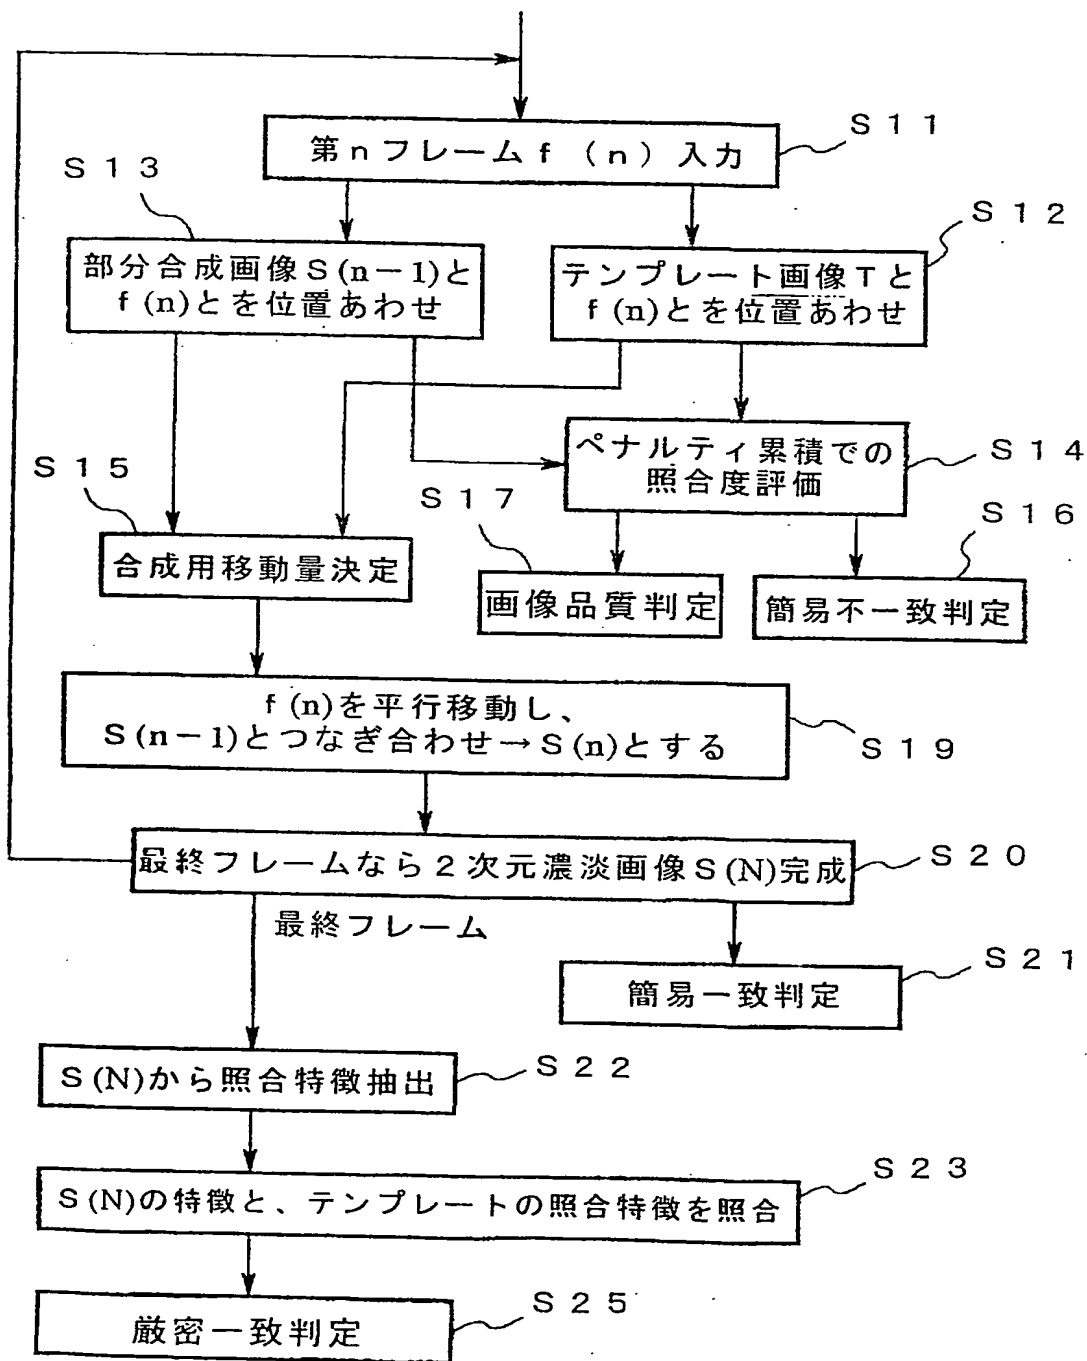 S11
第nフレームf（n）入力
S13
S12
部分合成画像S(n-1)と
f(n)とを位置あわせ
テンプレート画像Tと
f(n)とを位置あわせ
S14
ペナルティ累積での
照合度評価
S15
S17
S16
合成用移動量決定
画像品質判定
簡易不一致判定
f(n)を平行移動し、
S(n-1)とつなぎ合わせ→S(n)とする
S19
最終フレームなら2次元濃淡画像S(N)完成
S20
最終フレーム
S21
簡易一致判定
S(N)から照合特徴抽出
S22
S23
S(N)の特徴と、テンプレートの照合特徴を照合
S25
厳密一致判定